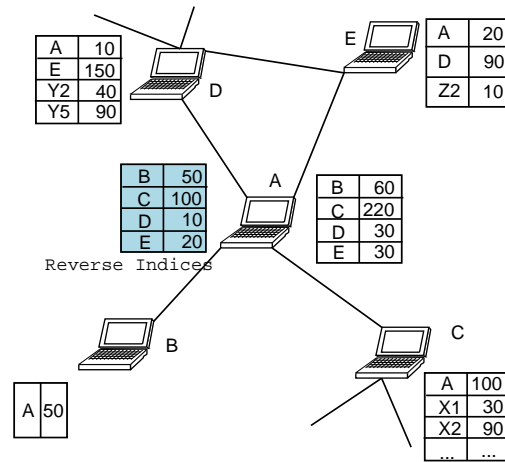 A 10
E 150
Y2 40
Y5 90
D
E
A 20
D 90
Z2 10
B 50
C 100
D 10
E 20
Reverse Indices
A
B 60
C 220
D 30
E 30
B
A 50
C
A 100
X1 30
X2 90
... ...